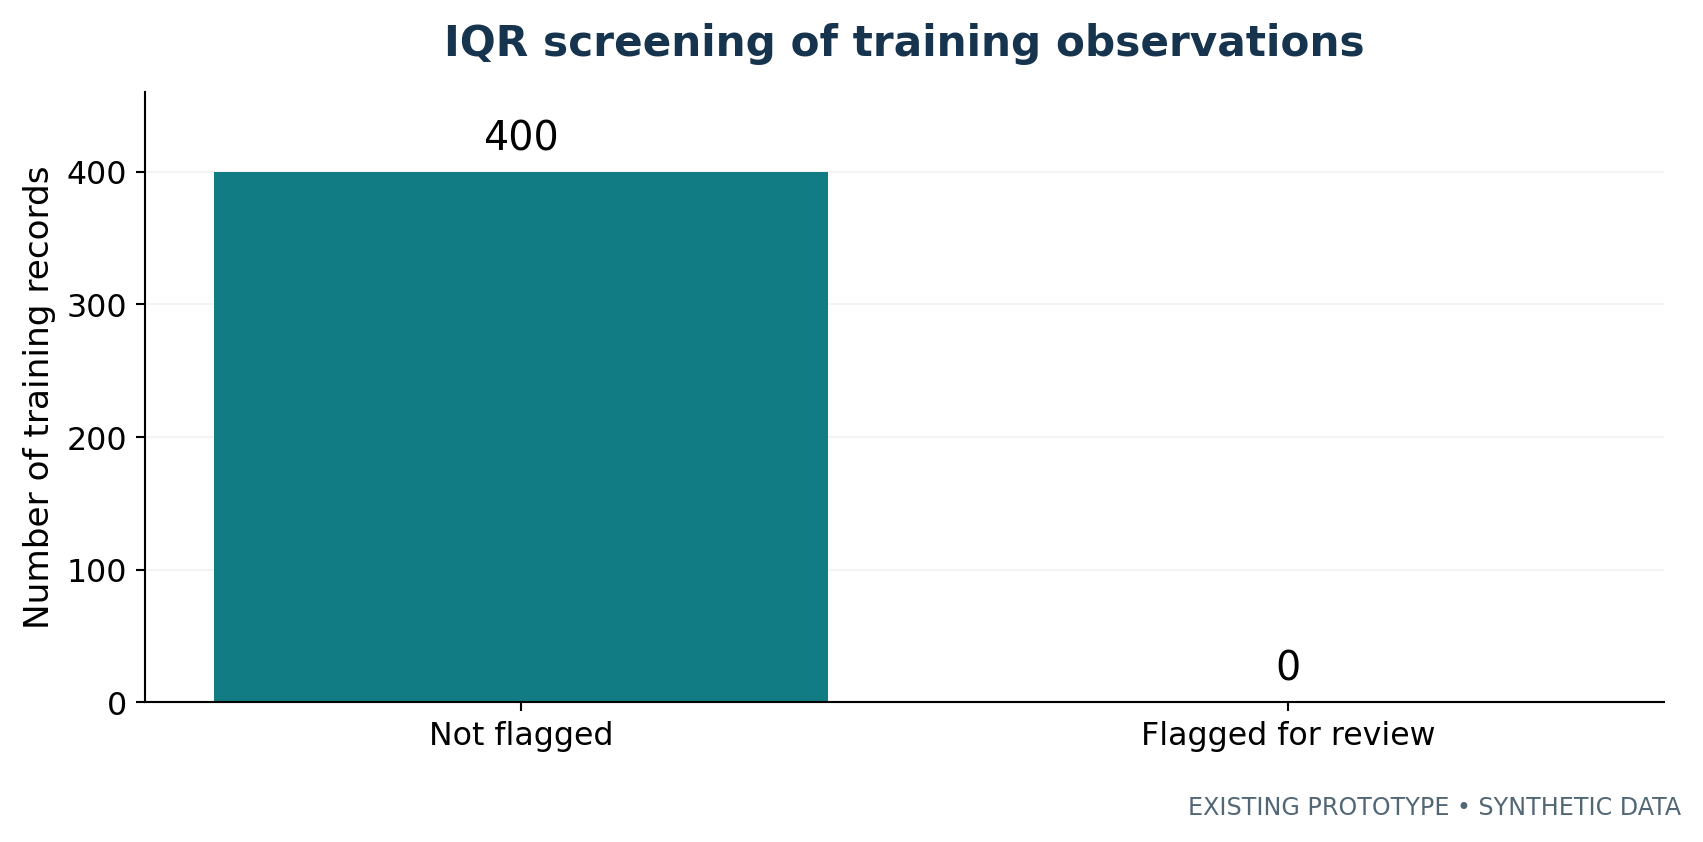 IQR screening of training observations
Number of training records
400
300
200
100
0
400
0
Not flagged
Flagged for review
EXISTING PROTOTYPE • SYNTHETIC DATA